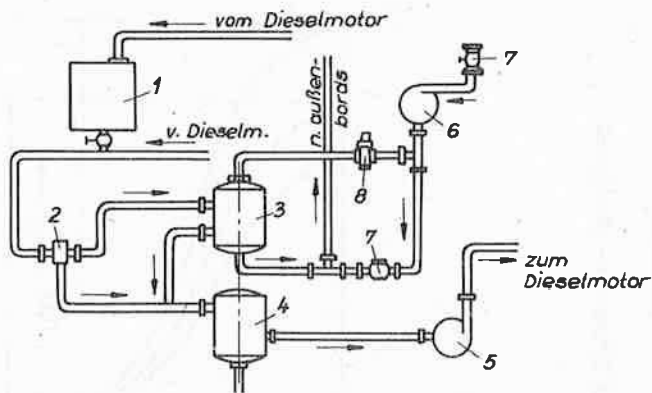 vom Dieselmotor
1
v. Dieselm.
n. außen-
bords
7
6
8
2
3
7
zum
Dieselmotor
4
5